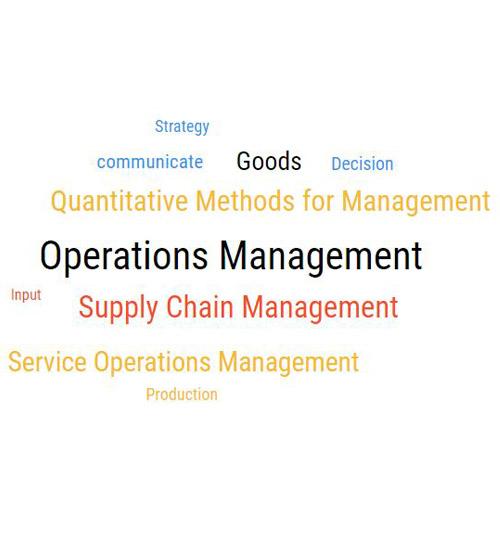 Strategy
communicate Goods Decision
Quantitative Methods for Management
Operations Management
Input
Supply Chain Management
Service Operations Management
Production